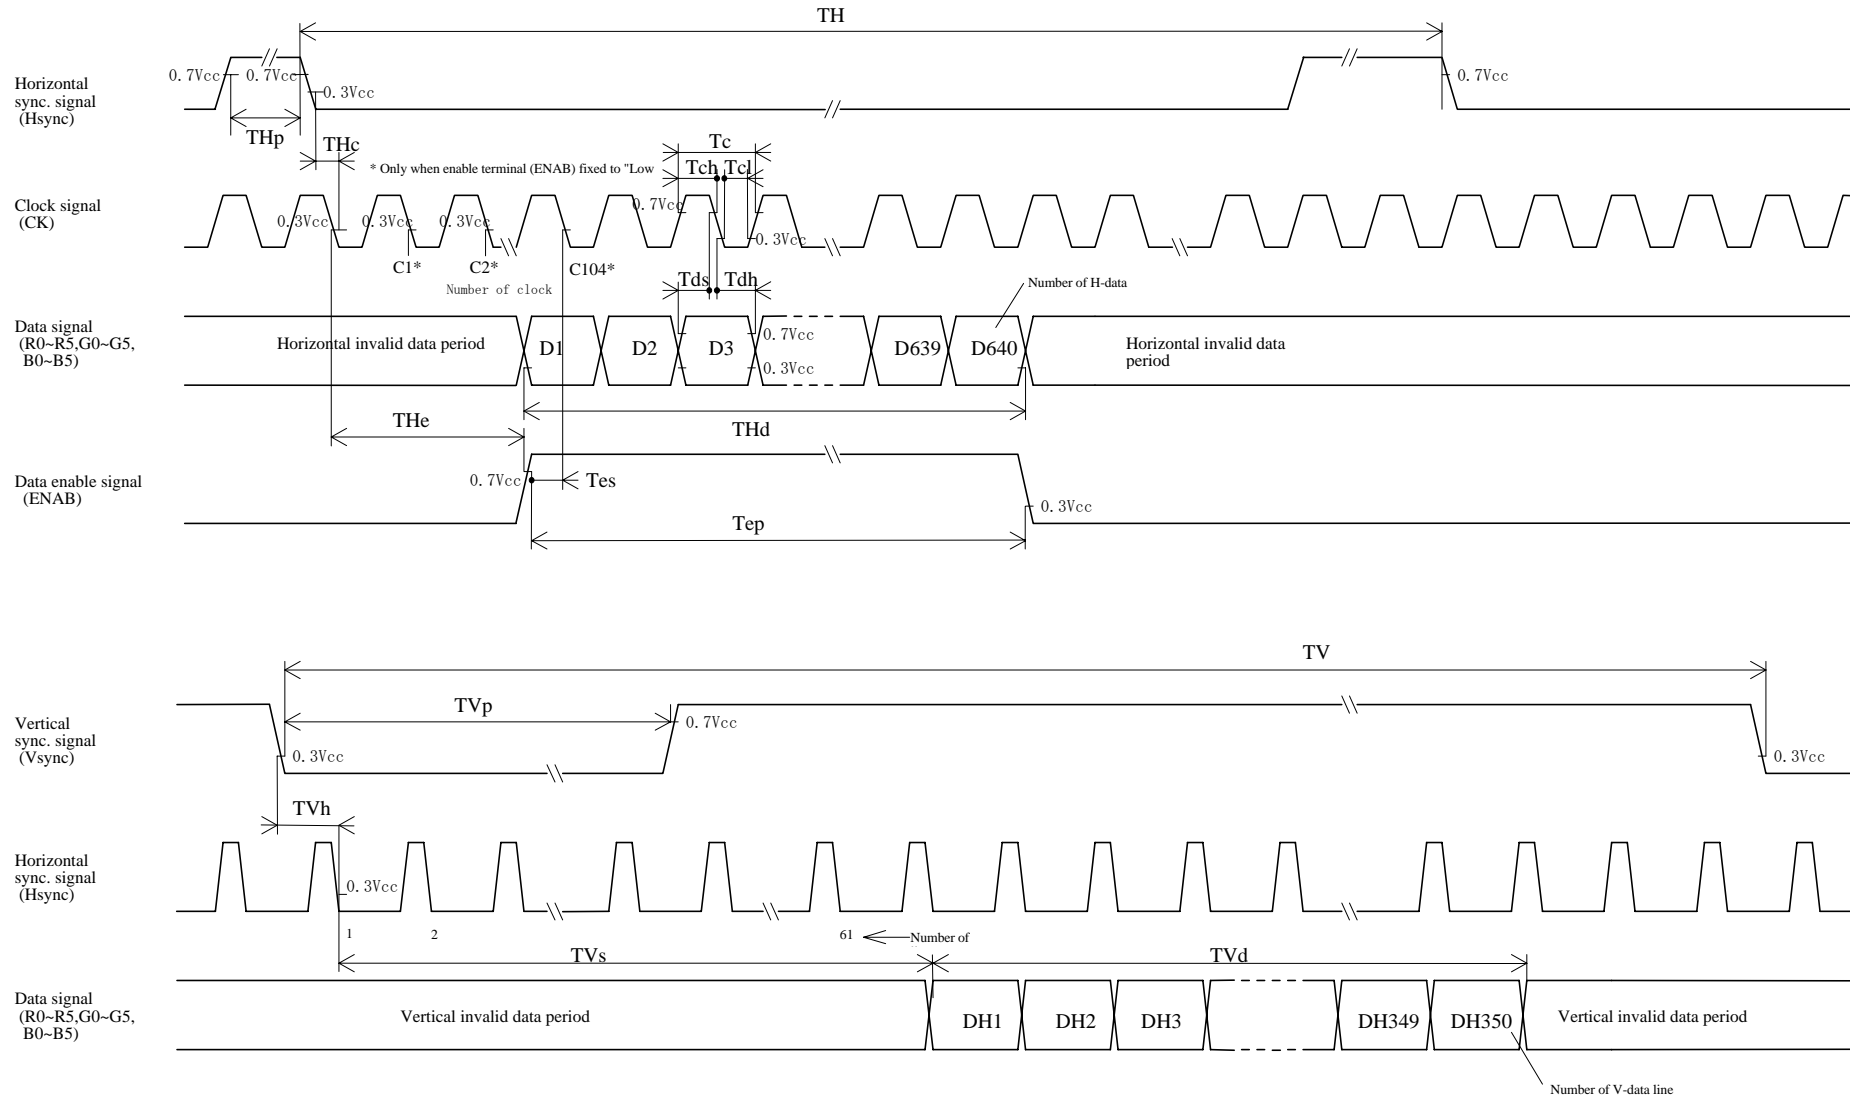 TH
0.7Vcc
0.7Vcc
0.7Vcc
Horizontal
sync. signal
(Hsync)
0.3Vcc
THp
THc
* Only when enable terminal (ENAB) fixed to "Low
Tc
Tch
Tcl
Clock signal
(CK)
0.3Vcc
0.3Vcc
0.3Vcc
0.7Vcc
0.3Vcc
C1*
C2*
C104*
Number of clock
Tds
Tdh
Number of H-data
Data signal
(R0~R5,G0~G5,
B0~B5)
Horizontal invalid data period
D1
D2
D3
0.7Vcc
0.3Vcc
D639
D640
Horizontal invalid data
period
THe
THd
Data enable signal
(ENAB)
0.7Vcc
Tes
0.3Vcc
Tep
TV
TVp
Vertical
sync. signal
(Vsync)
0.7Vcc
0.3Vcc
0.3Vcc
TVh
Horizontal
sync. signal
(Hsync)
0.3Vcc
1
2
61
Number of
TVs
TVd
Data signal
(R0~R5,G0~G5,
B0~B5)
Vertical invalid data period
DH1
DH2
DH3
DH349
DH350
Vertical invalid data period
Number of V-data line